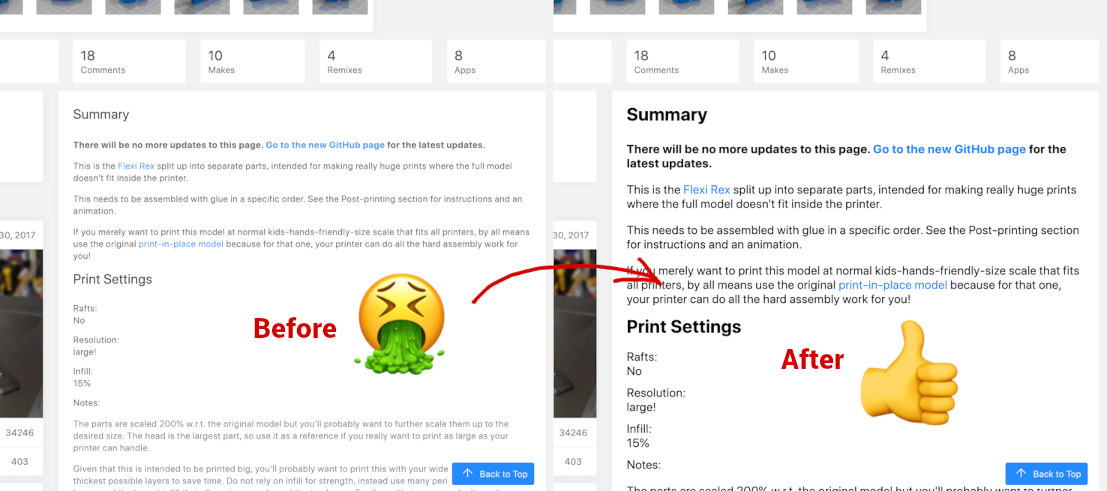 18
Comments
10
Makes
4
Remixes
8
Apps
30, 2017
34246
403
Summary
There will be no more updates to this page. Go to the new GitHub page for the latest updates.
This is the Flexi Rex split up into separate parts, intended for making really huge prints where the full model
doesn't fit inside the printer.
This needs to be assembled with glue in a specific order. See the Post-printing section for instructions and an
animation.
If you merely want to print this model at normal kids-hands-friendly-size scale that fits all printers, by all means
use the original print-in-place model because for that one, your printer can do all the hard assembly work for
you!
Print Settings
Rafts:
No
Resolution:
large!
Infill:
15%
Notes:
The parts are scaled 200% w.r.t. the original model but you'll probably want to further scale them up to the
desired size. The head is the largest part, so use it as a reference if you really want to print as large as your
printer can handle.
Given that this is intended to be printed big, you'll probably want to print this with your wide
thickest possible layers to save time. Do not rely on infill for strength, instead use many peri
Back to Top
Before
18
Comments
10
Makes
4
Remixes
8
Apps
30, 2017
34246
403
Summary
There will be no more updates to this page. Go to the new GitHub page for the
latest updates.
This is the Flexi Rex split up into separate parts, intended for making really huge prints
where the full model doesn't fit inside the printer.
This needs to be assembled with glue in a specific order. See the Post-printing section
for instructions and an animation.
If you merely want to print this model at normal kids-hands-friendly-size scale that fits
all printers, by all means use the original print-in-place model because for that one,
your printer can do all the hard assembly work for you!
Print Settings
Rafts:
No
Resolution:
large!
Infill:
15%
Notes:
The parts are scaled 200% w.r.t. the original model but you'll probably want to further
Back to Top
After